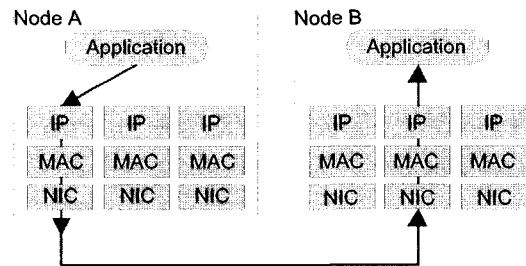 Node A
Node B
Application
Application
IP IP IP
IP IP IP
MAC MAC MAC
MAC MAC MAC
NIC NIC NIC
NIC NIC NIC